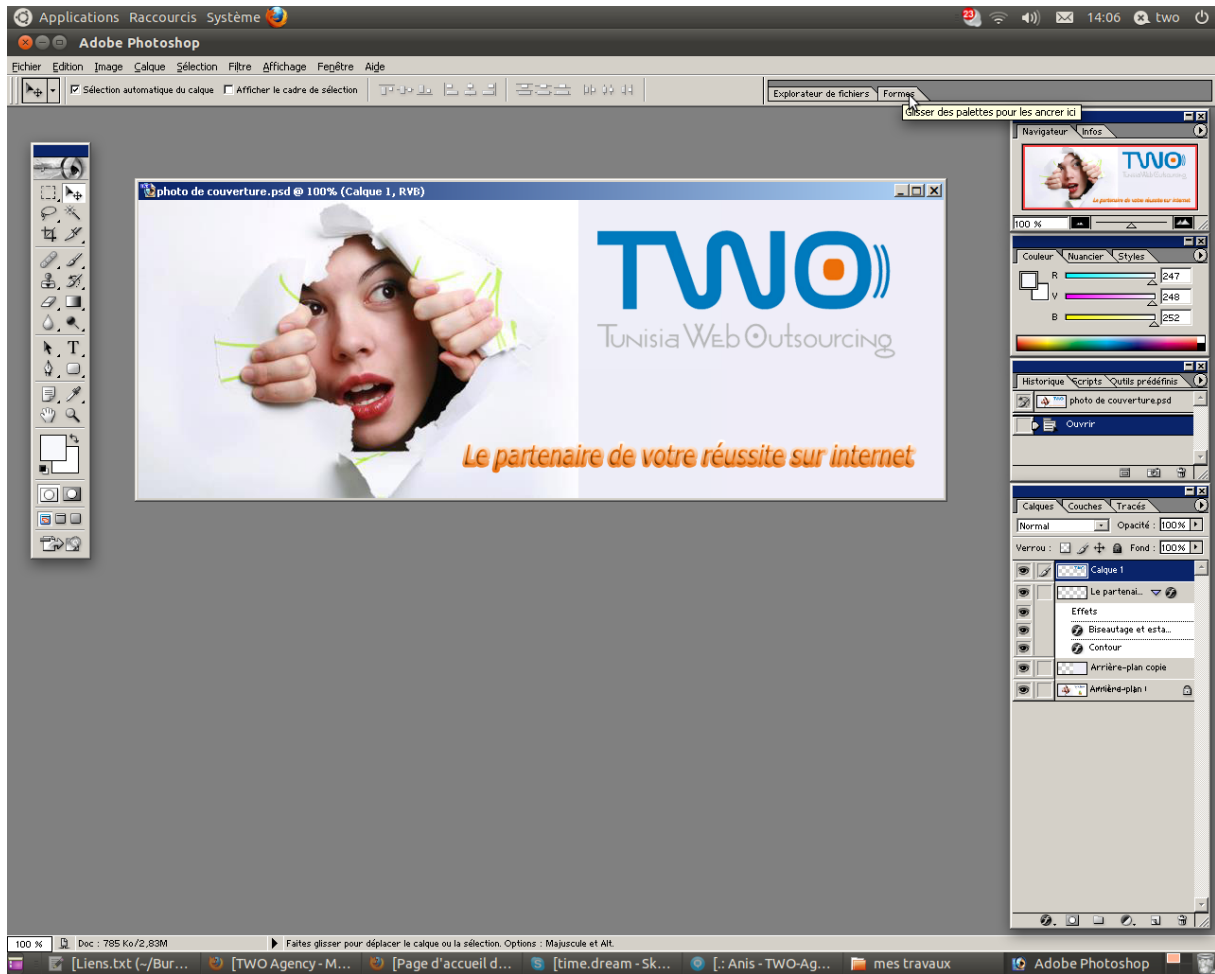 Applications Raccourcis Système
23
14:06 two
Adobe Photoshop
Fichier Edition Image Calque Sélection Filtre Affichage Fenêtre Aide
Sélection automatique du calque Afficher le cadre de sélection
Explorateur de fichiers Formes
Glisser des palettes pour les ancrer ici
Navigateur Infos
TWO
100 %
photo de couverture.psd @ 100% (Calque 1, RVB)
TWO
Tunisia Web Outsourcing
Le partenaire de votre réussite sur internet
Couleur Nuancier Styles
R 247
V 248
B 252
Historique Scripts Outils prédéfinis
photo de couverture.psd
Ouvrir
Calques Couches Tracés
Normal Opacité : 100%
Verrou : Fond : 100%
Calque 1
Le partenai...
Effets
Biseautage et esta...
Contour
Arrière-plan copie
Arrière-plan
T
100 % Doc : 785 Ko/2,83M Faites glisser pour déplacer le calque ou la sélection. Options : Majuscule et Alt.
[Liens.txt (~/Bur... [TWO Agency - M... [Page d'accueil d... [time.dream - Sk... [.: Anis - TWO-Ag... mes travaux Adobe Photoshop